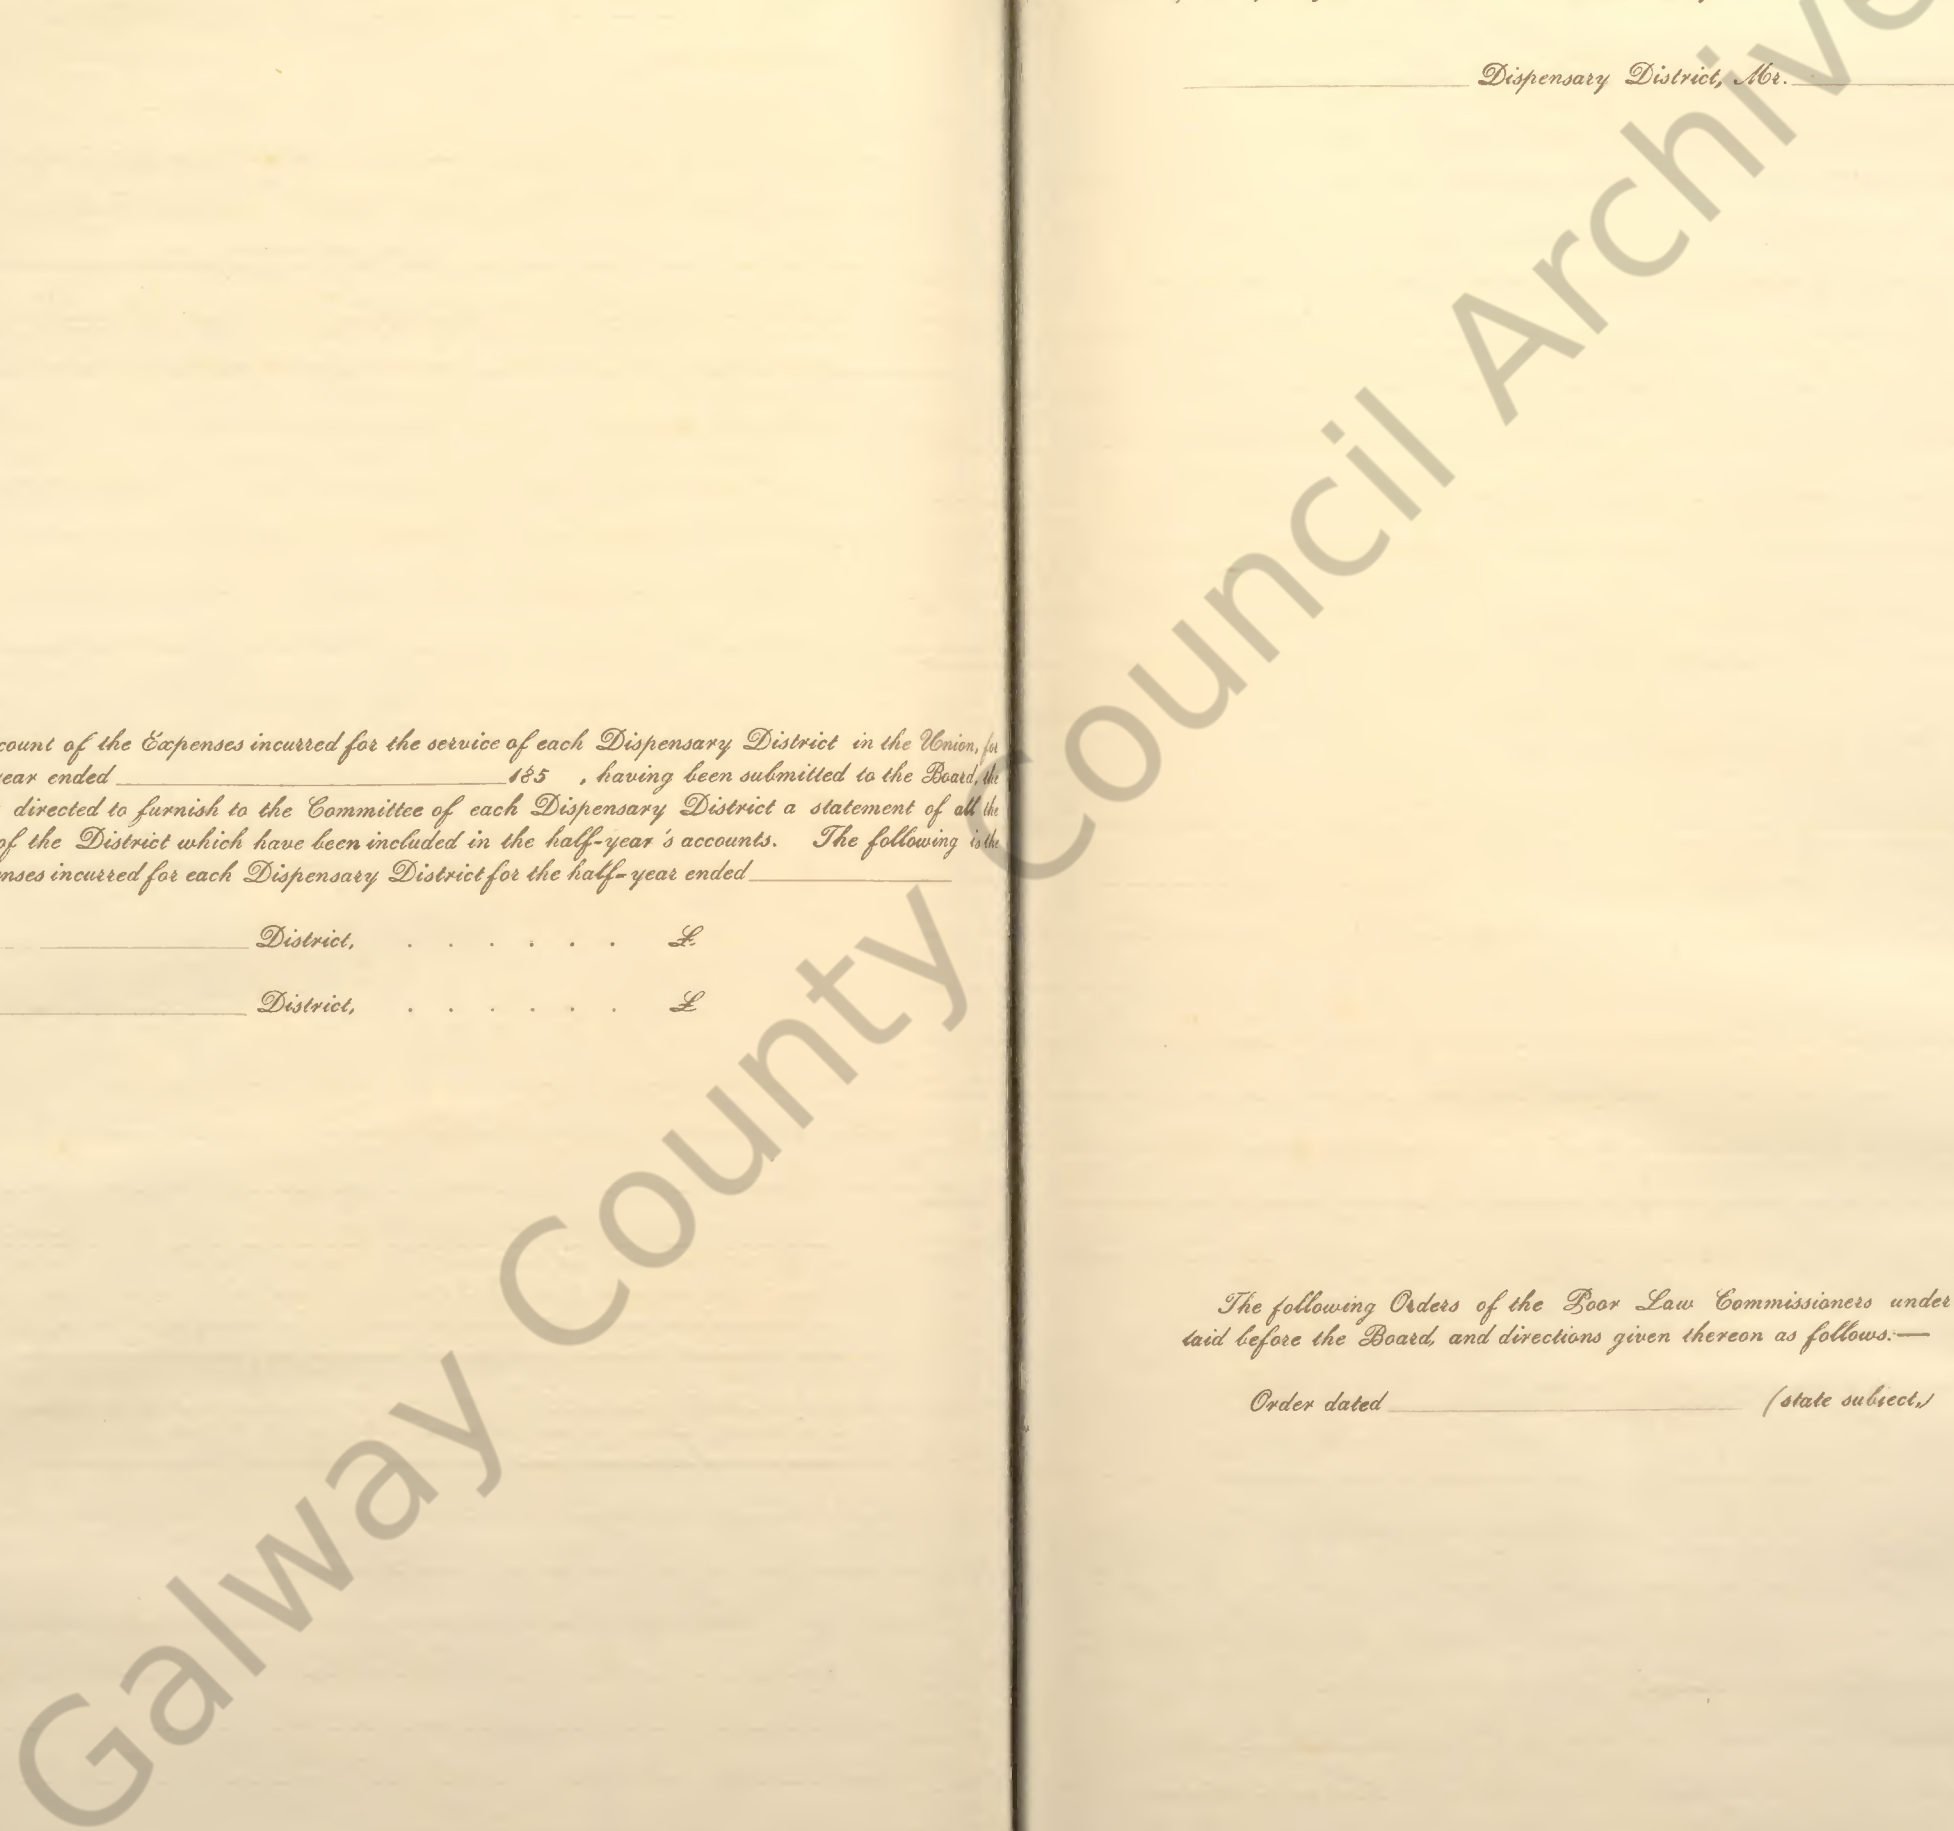 count of the Expenses incurred for the service of each Dispensary District in the Union, for
ear ended 185 , having been submitted to the Board, the
directed to furnish to the Committee of each Dispensary District a statement of all the
of the District which have been included in the half-year's accounts. The following is the
nses incurred for each Dispensary District for the half-year ended
District, . . . . . . £
District, . . . . . . £
Dispensary District, Mr.
The following Orders of the Poor Law Commissioners under
laid before the Board, and directions given thereon as follows:—
Order dated (state subject,)
Galway County Council Archive